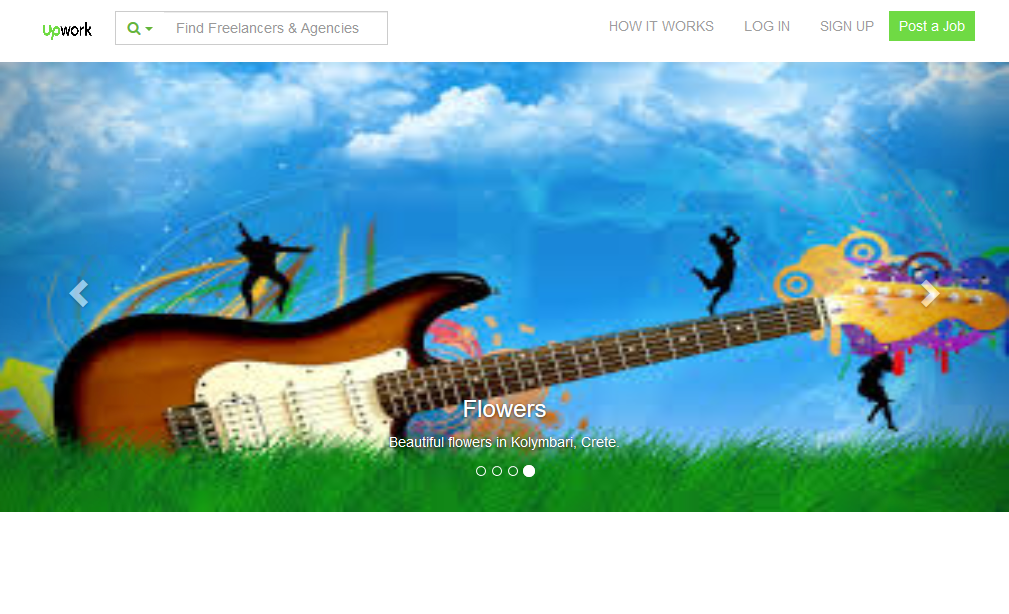 upwork
Find Freelancers & Agencies
HOW IT WORKS
LOG IN
SIGN UP
Post a Job
Flowers
Beautiful flowers in Kolymbari, Crete.